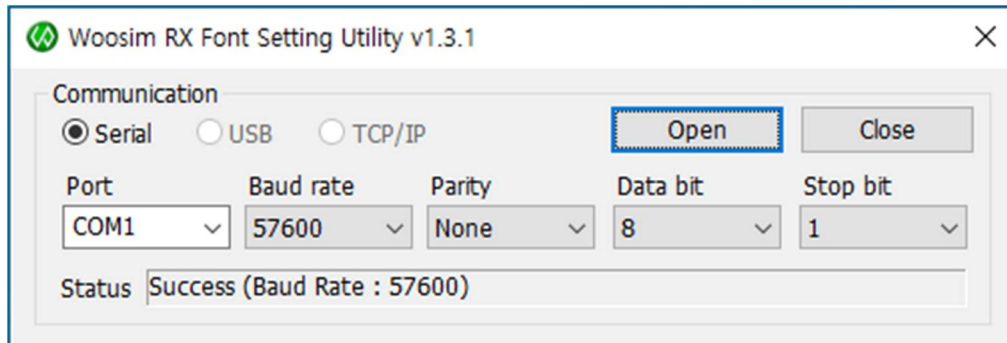 Woosim RX Font Setting Utility v1.3.1
Communication
Serial USB TCP/IP Open Close
Port Baud rate Parity Data bit Stop bit
COM1 57600 None 8 1
Status Success (Baud Rate : 57600)